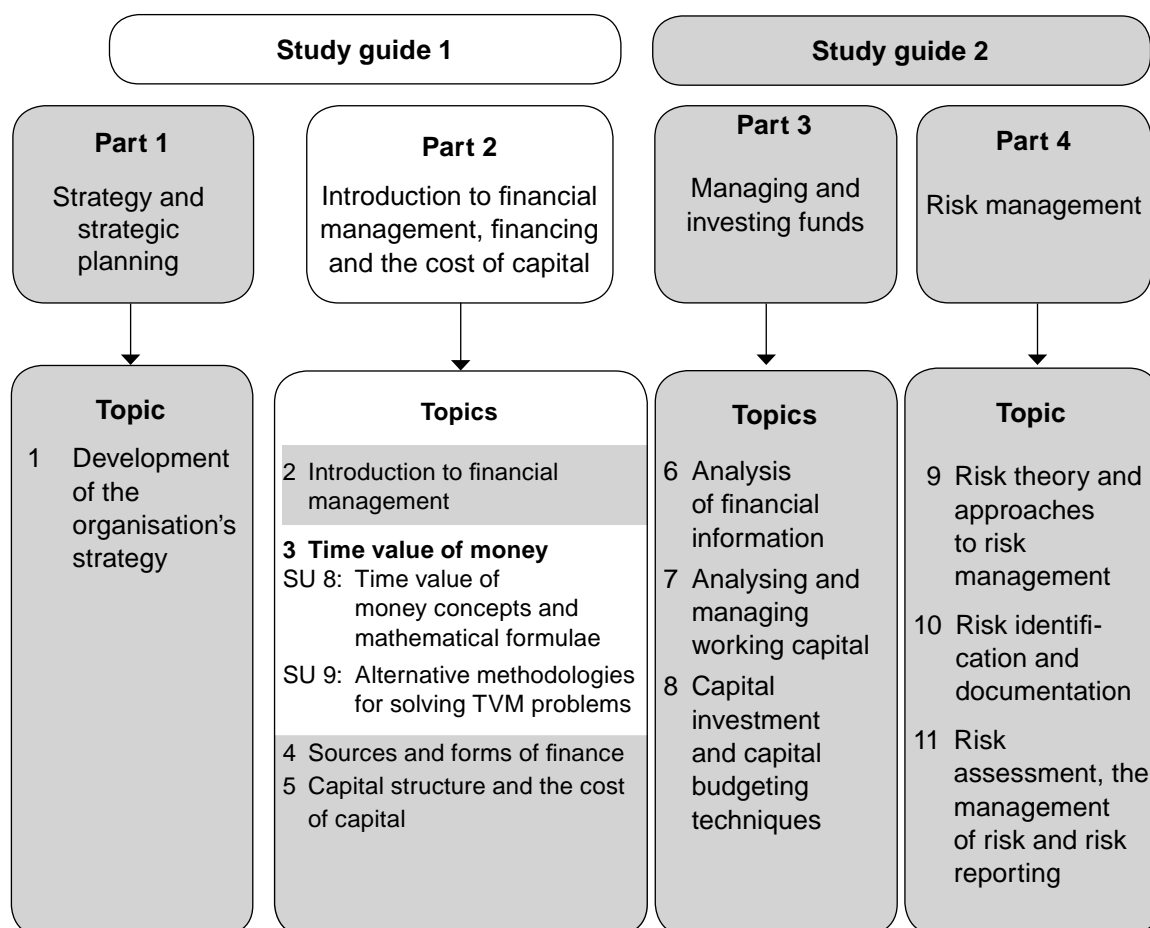 Study guide 1
Study guide 2
Part 1
Strategy and
strategic
planning
Part 2
Introduction to financial
management, financing
and the cost of capital
Part 3
Managing and
investing funds
Part 4
Risk management
Topic
1 Development
of the
organisation's
strategy
Topics
2 Introduction to financial
management
3 Time value of money
SU 8: Time value of
money concepts and
mathematical formulae
SU 9: Alternative methodologies
for solving TVM problems
4 Sources and forms of finance
5 Capital structure and the cost
of capital
Topics
6 Analysis
of financial
information
7 Analysing and
managing
working capital
8 Capital
investment
and capital
budgeting
techniques
Topic
9 Risk theory and
approaches
to risk
management
10 Risk identifi-
cation and
documentation
11 Risk
assessment, the
management
of risk and risk
reporting